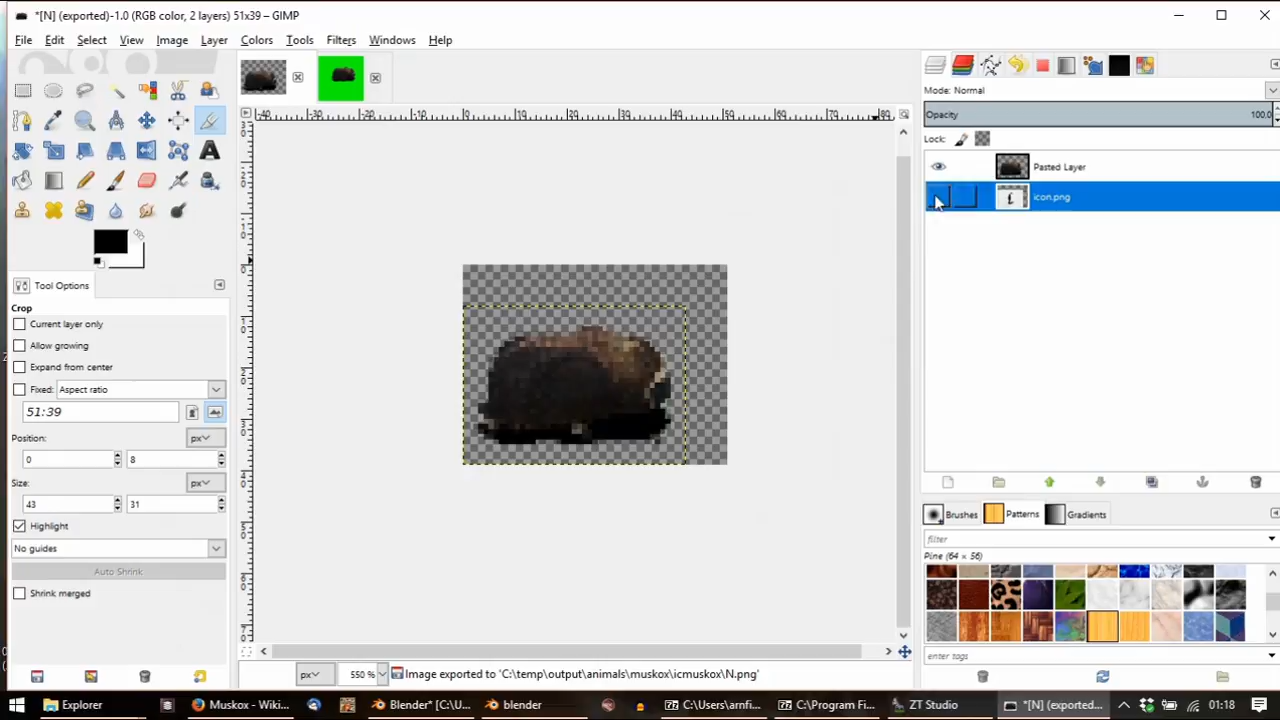 *[N] (exported)-1.0 (RGB color, 2 layers) 51x39 – GIMP
File Edit Select View Image Layer Colors Tools Filters Windows Help
Mode: Normal
Opacity 100.0
Lock:
Pasted Layer
icon.png
Tool Options
Crop
Current layer only
Allow growing
Expand from center
Fixed: Aspect ratio
51:39
Position: px
0 8
Size: px
43 31
Highlight
No guides
Auto Shrink
Shrink merged
Brushes Patterns Gradients
filter
Pine (64 × 56)
enter tags
px 550 % Image exported to 'C:\temp\output\animals\muskox\icmuskox\N.png'
Explorer Muskox - Wiki... Blender* [C:\U... blender C:\Users\arnfi... C:\Program Fi... ZT Studio *[N] (exported... 01:18